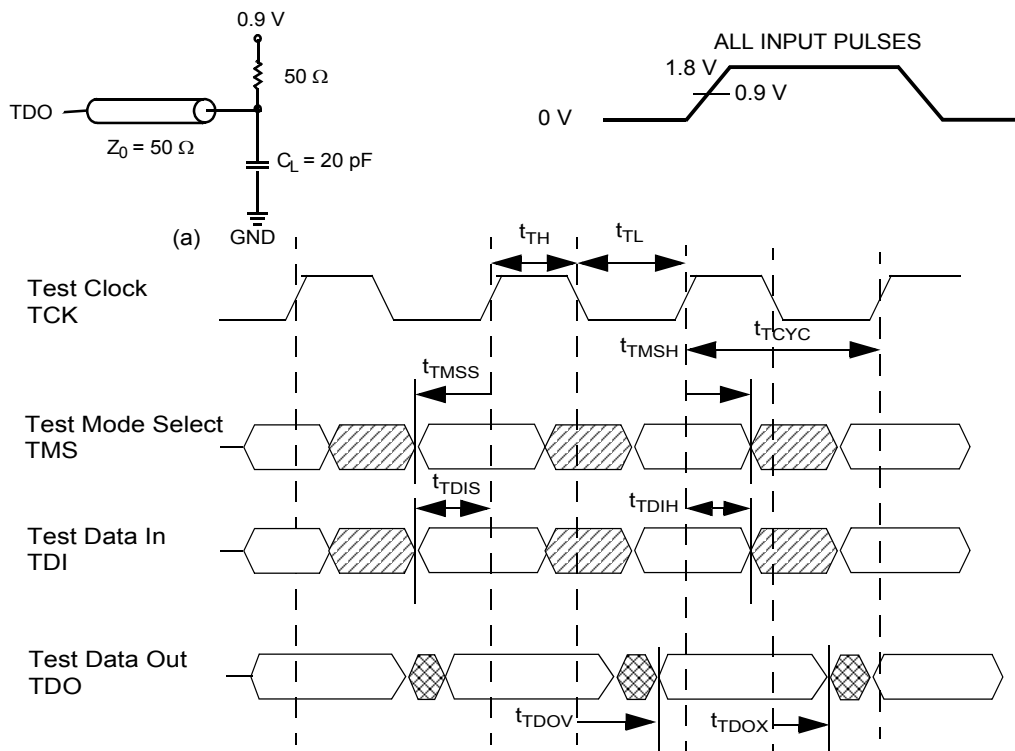 0.9 V
50 Ω
TDO
Z0 = 50 Ω
CL = 20 pF
(a)
GND
ALL INPUT PULSES
1.8 V
0.9 V
0 V
tTH
tTL
Test Clock
TCK
tTCYC
tTMSH
tTMSS
Test Mode Select
TMS
tTDIS
tTDIH
Test Data In
TDI
Test Data Out
TDO
tTDOV
tTDOX